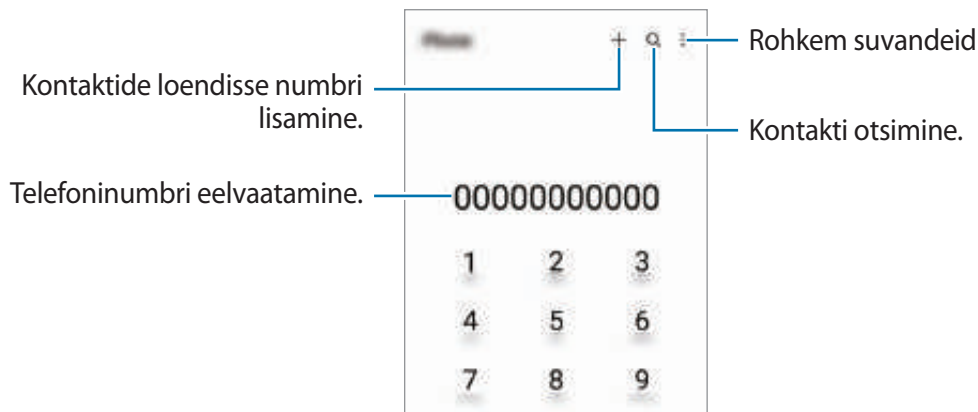 Rohkem suvandeid
Kontaktide loendisse numbri
lisamine.
Kontakti otsimine.
Telefoninumbri eelvaatamine.
00000000000
1 2 3
4 5 6
7 8 9